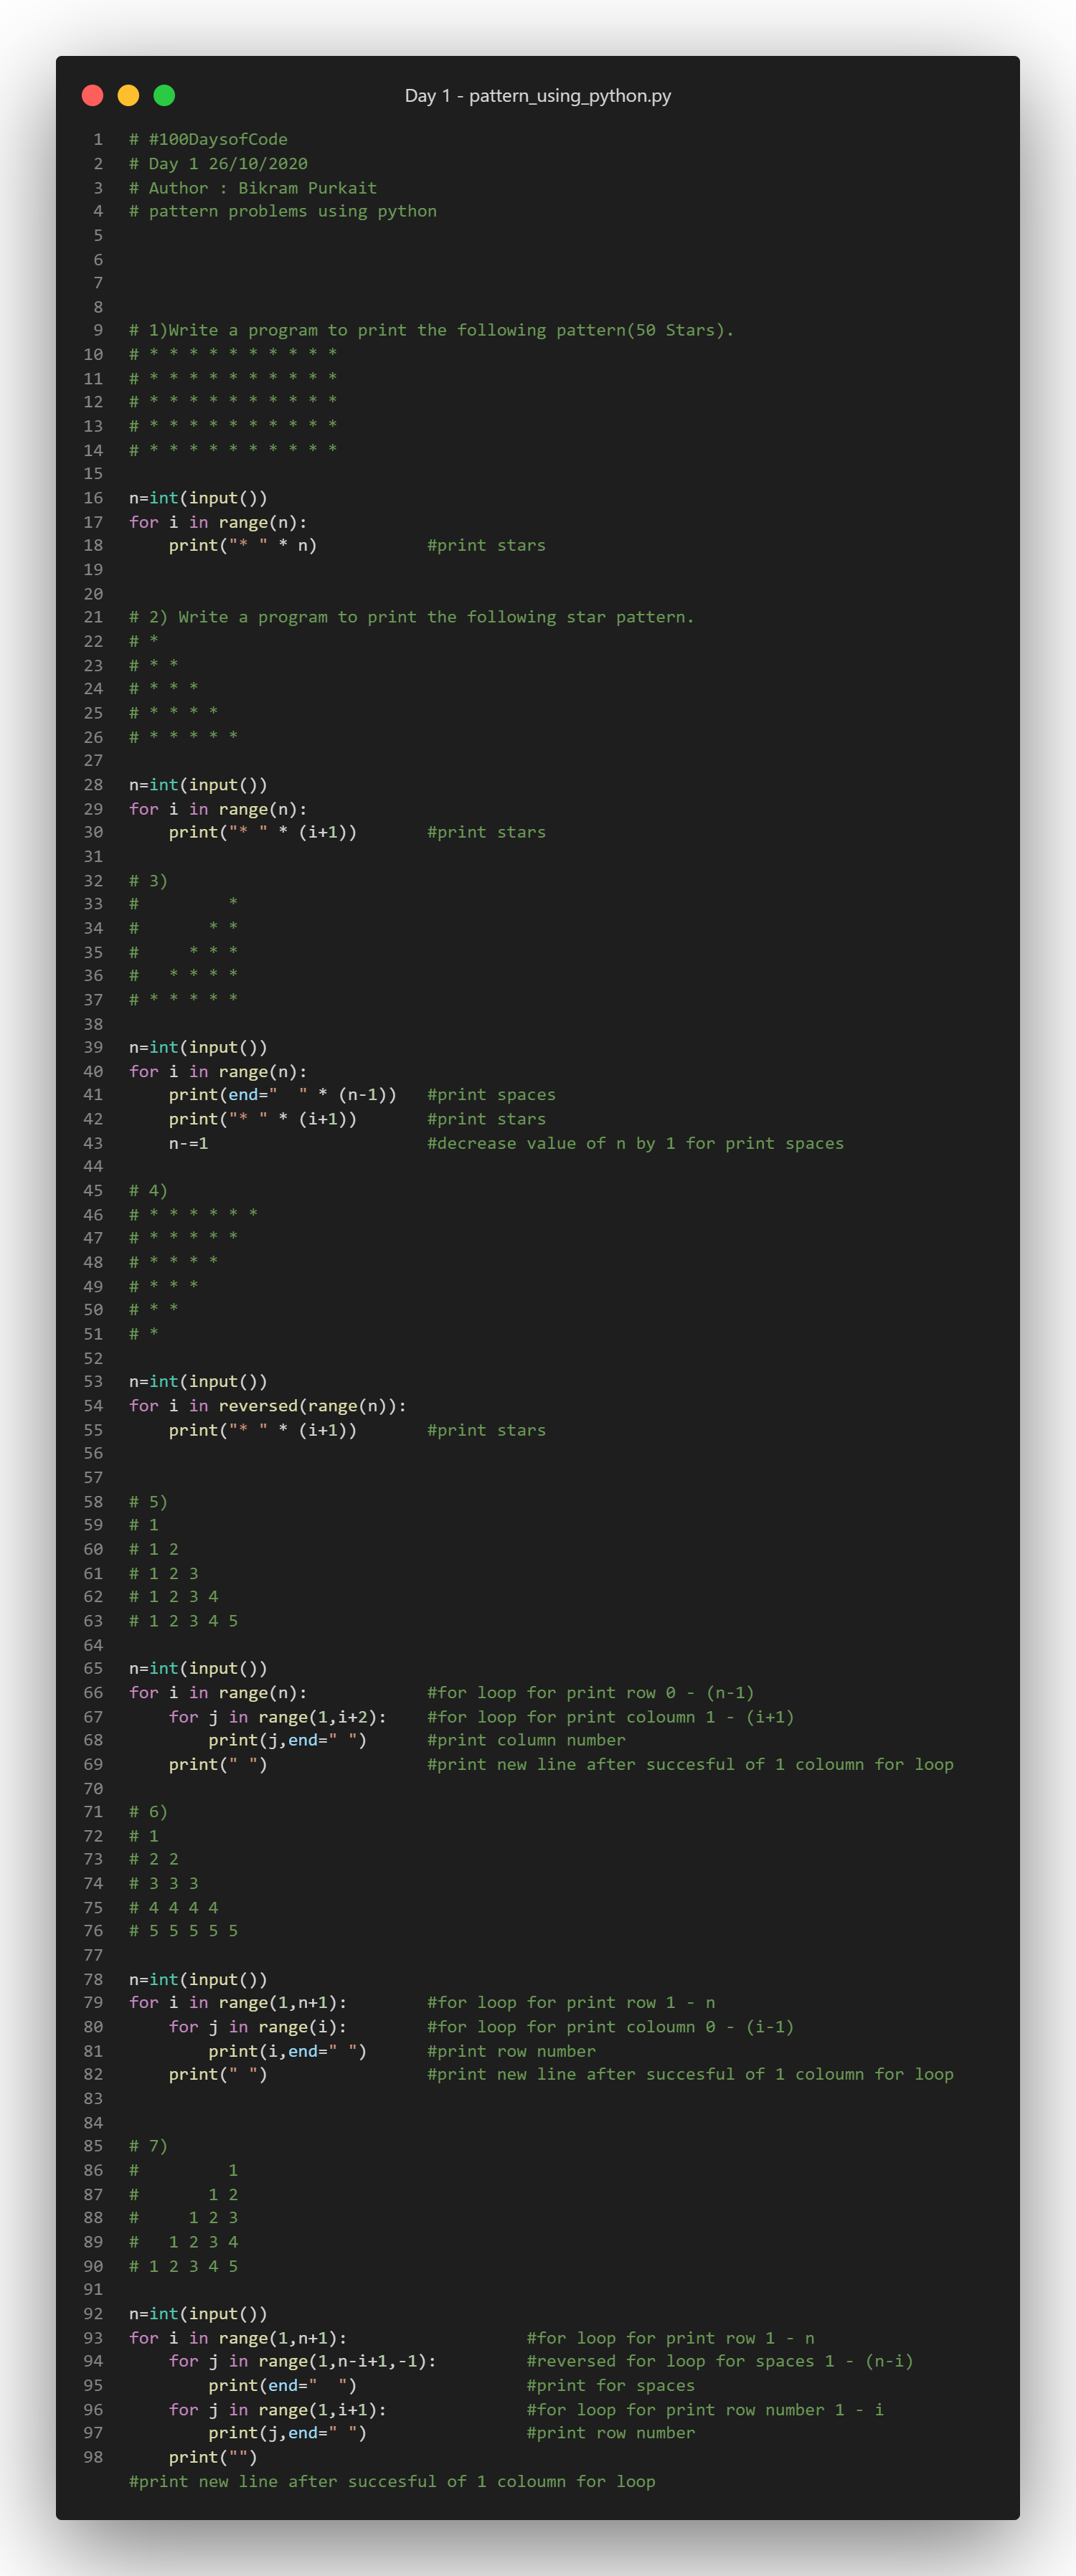 Day 1 - pattern_using_python.py
1 # #100DaysofCode
2 # Day 1 26/10/2020
3 # Author : Bikram Purkait
4 # pattern problems using python
5
6
7
8
9 # 1)Write a program to print the following pattern(50 Stars).
10 # * * * * * * * * * *
11 # * * * * * * * * * *
12 # * * * * * * * * * *
13 # * * * * * * * * * *
14 # * * * * * * * * * *
15
16 n=int(input())
17 for i in range(n):
18     print("* " * n)           #print stars
19
20
21 # 2) Write a program to print the following star pattern.
22 # *
23 # * *
24 # * * *
25 # * * * *
26 # * * * * *
27
28 n=int(input())
29 for i in range(n):
30     print("* " * (i+1))       #print stars
31
32 # 3)
33 #         *
34 #       * *
35 #     * * *
36 #   * * * *
37 # * * * * *
38
39 n=int(input())
40 for i in range(n):
41     print(end="  " * (n-1))   #print spaces
42     print("* " * (i+1))       #print stars
43     n-=1                      #decrease value of n by 1 for print spaces
44
45 # 4)
46 # * * * * * *
47 # * * * * *
48 # * * * *
49 # * * *
50 # * *
51 # *
52
53 n=int(input())
54 for i in reversed(range(n)):
55     print("* " * (i+1))       #print stars
56
57
58 # 5)
59 # 1
60 # 1 2
61 # 1 2 3
62 # 1 2 3 4
63 # 1 2 3 4 5
64
65 n=int(input())
66 for i in range(n):            #for loop for print row 0 - (n-1)
67     for j in range(1,i+2):    #for loop for print coloumn 1 - (i+1)
68         print(j,end=" ")      #print column number
69     print(" ")                #print new line after succesful of 1 coloumn for loop
70
71 # 6)
72 # 1
73 # 2 2
74 # 3 3 3
75 # 4 4 4 4
76 # 5 5 5 5 5
77
78 n=int(input())
79 for i in range(1,n+1):        #for loop for print row 1 - n
80     for j in range(i):        #for loop for print coloumn 0 - (i-1)
81         print(i,end=" ")      #print row number
82     print(" ")                #print new line after succesful of 1 coloumn for loop
83
84
85 # 7)
86 #         1
87 #       1 2
88 #     1 2 3
89 #   1 2 3 4
90 # 1 2 3 4 5
91
92 n=int(input())
93 for i in range(1,n+1):                  #for loop for print row 1 - n
94     for j in range(1,n-i+1,-1):         #reversed for loop for spaces 1 - (n-i)
95         print(end="  ")                 #print for spaces
96     for j in range(1,i+1):              #for loop for print row number 1 - i
97         print(j,end=" ")                #print row number
98     print("")
#print new line after succesful of 1 coloumn for loop